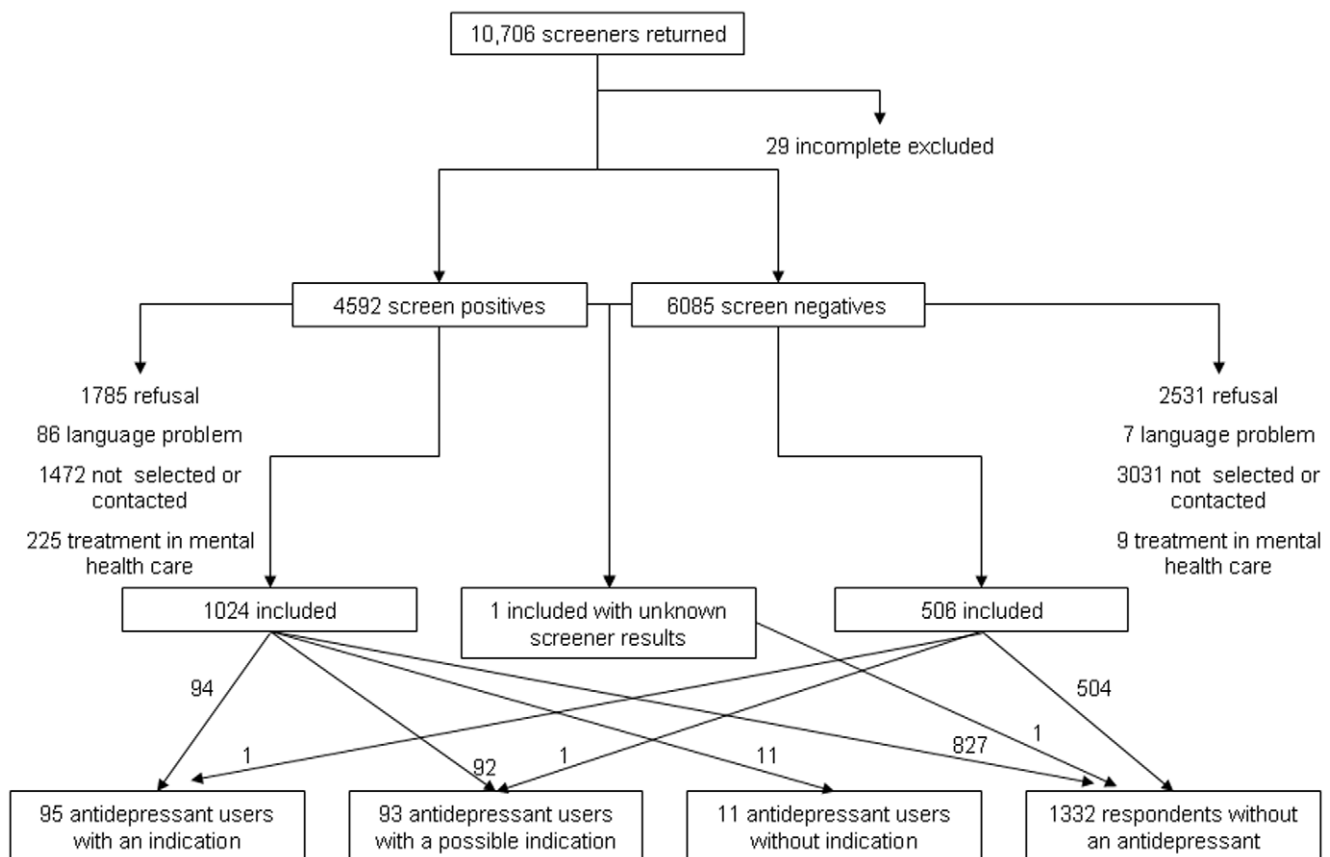 10,706 screeners returned
29 incomplete excluded
4592 screen positives
6085 screen negatives
1785 refusal
86 language problem
1472 not selected or
contacted
225 treatment in mental
health care
2531 refusal
7 language problem
3031 not selected or
contacted
9 treatment in mental
health care
1024 included
1 included with unknown
screener results
506 included
94
1
92
1
11
827
1
504
95 antidepressant users
with an indication
93 antidepressant users
with a possible indication
11 antidepressant users
without indication
1332 respondents without
an antidepressant